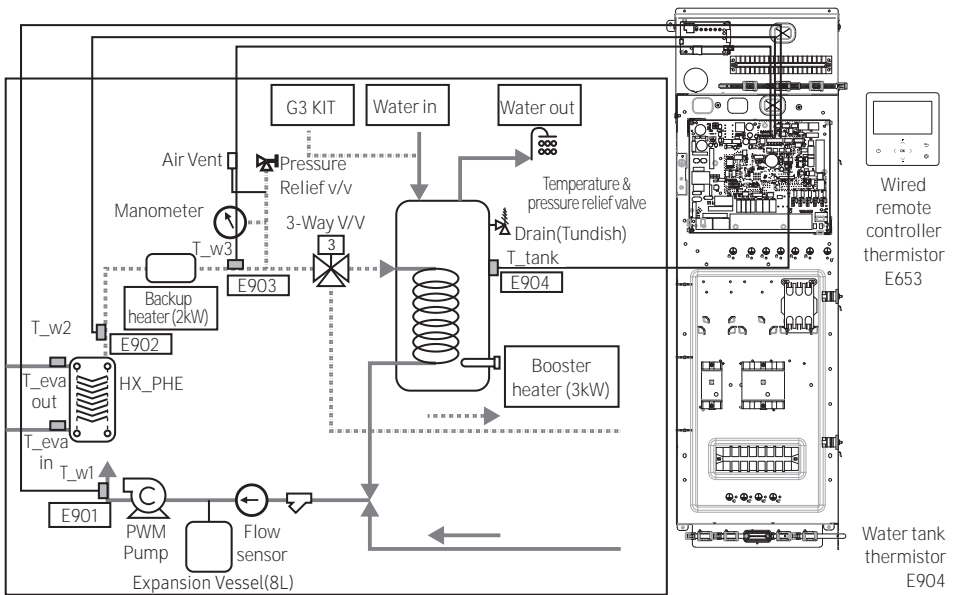 G3 KIT
Water in
Water out
Air Vent
Pressure
Relief v/v
Manometer
3-Way V/V
3
Temperature &
pressure relief valve
Drain(Tundish)
T_w3
E903
T_tank
E904
Backup
heater (2kW)
T_w2
E902
HX_PHE
T_eva
out
T_eva
in
T_w1
E901
C
PWM
Pump
Flow
sensor
Expansion Vessel(8L)
Booster
heater (3kW)
OK
Wired
remote
controller
thermistor
E653
Water tank
thermistor
E904